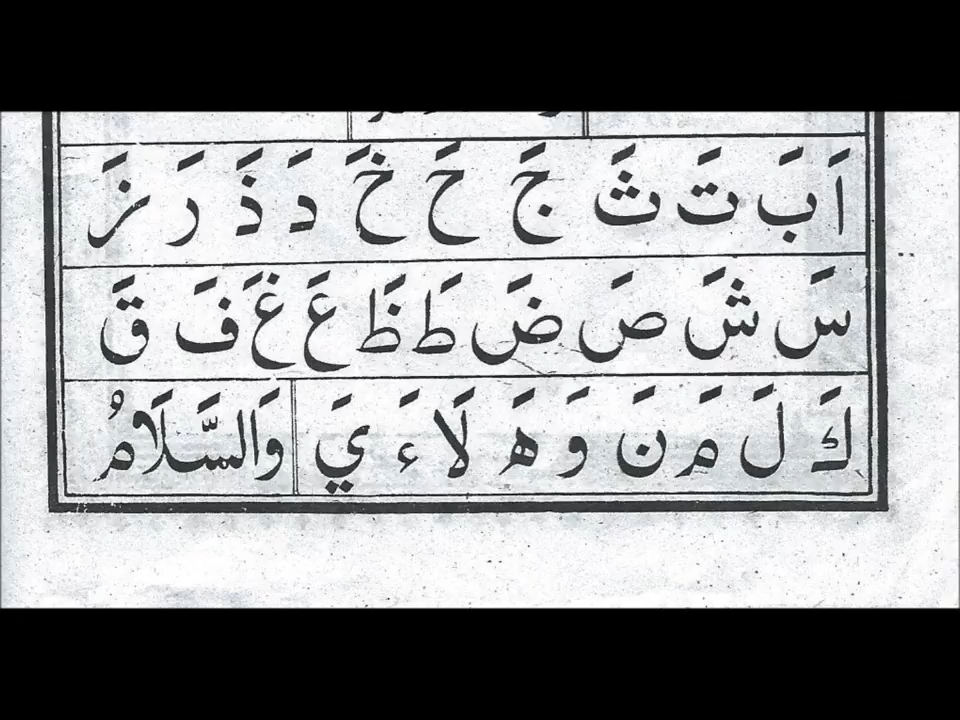 اَ بَ تَ ثَ جَ حَ خَ دَ ذَ رَ زَ
سَ شَ صَ ضَ طَ ظَ عَ غَ فَ قَ
كَ لَ مَ نَ وَ هَ لَا ءَ يَ وَالسَّلَامُ